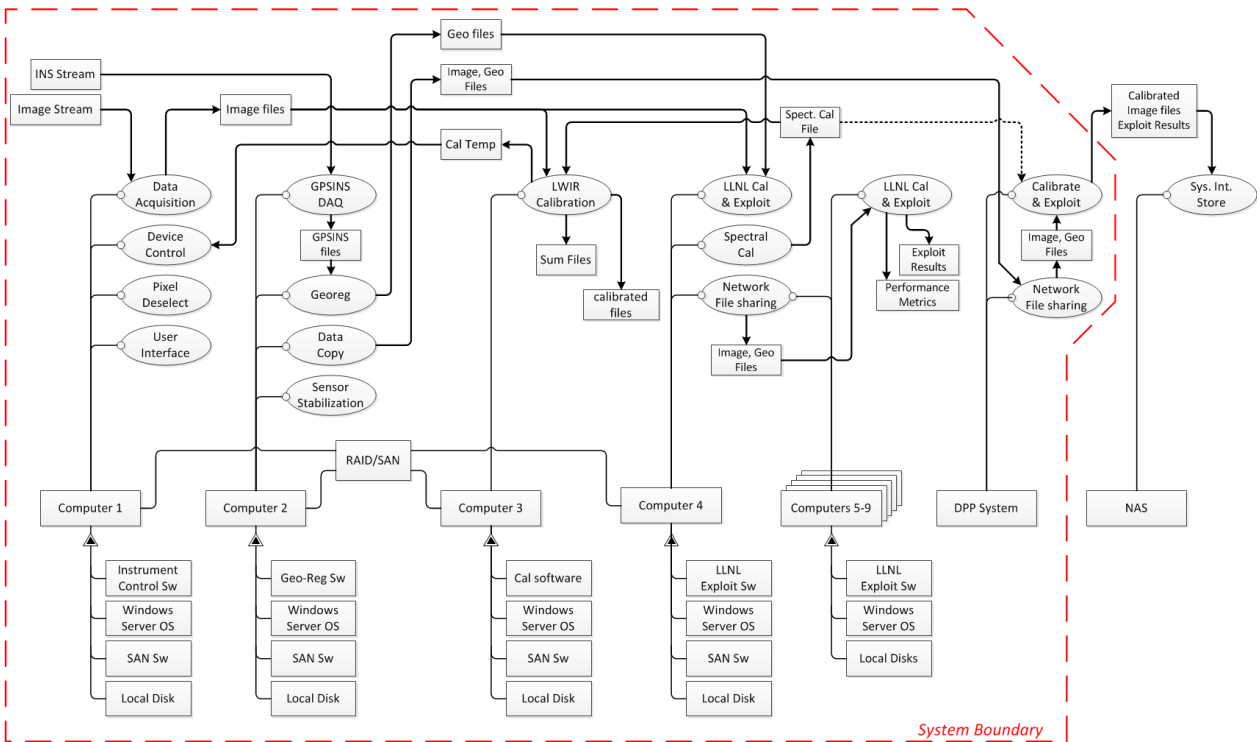 Geo files
INS Stream
Image, Geo
Files
Image Stream
Image files
Spect. Cal
File
Calibrated
Image files
Exploit Results
Cal Temp
Data
Acquisition
GPSINS
DAQ
LWIR
Calibration
LLNL Cal
& Exploit
LLNL Cal
& Exploit
Calibrate
& Exploit
Sys. Int.
Store
Device
Control
GPSINS
files
Sum Files
Spectral
Cal
Exploit
Results
Image, Geo
Files
Pixel
Deselect
Georeg
calibrated
files
Network
File sharing
Performance
Metrics
Network
File sharing
User
Interface
Data
Copy
Image, Geo
Files
Sensor
Stabilization
RAID/SAN
Computer 1
Computer 2
Computer 3
Computer 4
Computers 5-9
DPP System
NAS
Instrument
Control Sw
Geo-Reg Sw
Cal software
LLNL
Exploit Sw
LLNL
Exploit Sw
Windows
Server OS
Windows
Server OS
Windows
Server OS
Windows
Server OS
Windows
Server OS
SAN Sw
SAN Sw
SAN Sw
SAN Sw
Local Disks
Local Disk
Local Disk
Local Disk
Local Disk
System Boundary